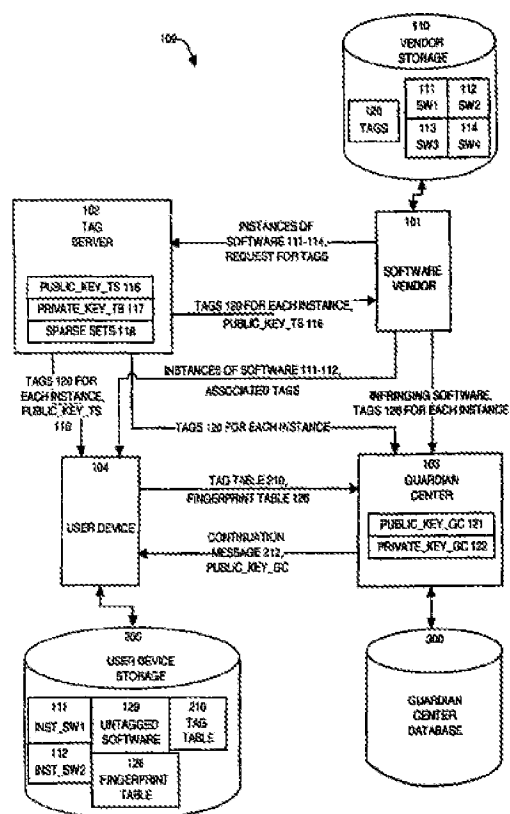 109
110
VENDOR
STORAGE
120
TAGS
111
SW1
112
SW2
113
SW3
114
SW4
102
TAG
SERVER
PUBLIC_KEY_TS 116
PRIVATE_KEY_TS 117
SPARSE SETS 118
INSTANCES OF
SOFTWARE 111-114,
REQUEST FOR TAGS
101
SOFTWARE
VENDOR
TAGS 120 FOR EACH INSTANCE,
PUBLIC_KEY_TS 116
TAGS 120 FOR
EACH INSTANCE,
PUBLIC_KEY_TS
116
INSTANCES OF SOFTWARE 111-112,
ASSOCIATED TAGS
INFRINGING SOFTWARE,
TAGS 120 FOR EACH INSTANCE
TAGS 120 FOR EACH INSTANCE
104
USER DEVICE
TAG TABLE 210,
FINGERPRINT TABLE 126
103
GUARDIAN
CENTER
PUBLIC_KEY_GC 121
PRIVATE_KEY_GC 122
CONTINUATION
MESSAGE 212,
PUBLIC_KEY_GC
200
USER DEVICE
STORAGE
111
INST_SW1
129
UNTAGGED
SOFTWARE
210
TAG
TABLE
112
INST_SW2
126
FINGERPRINT
TABLE
300
GUARDIAN
CENTER
DATABASE